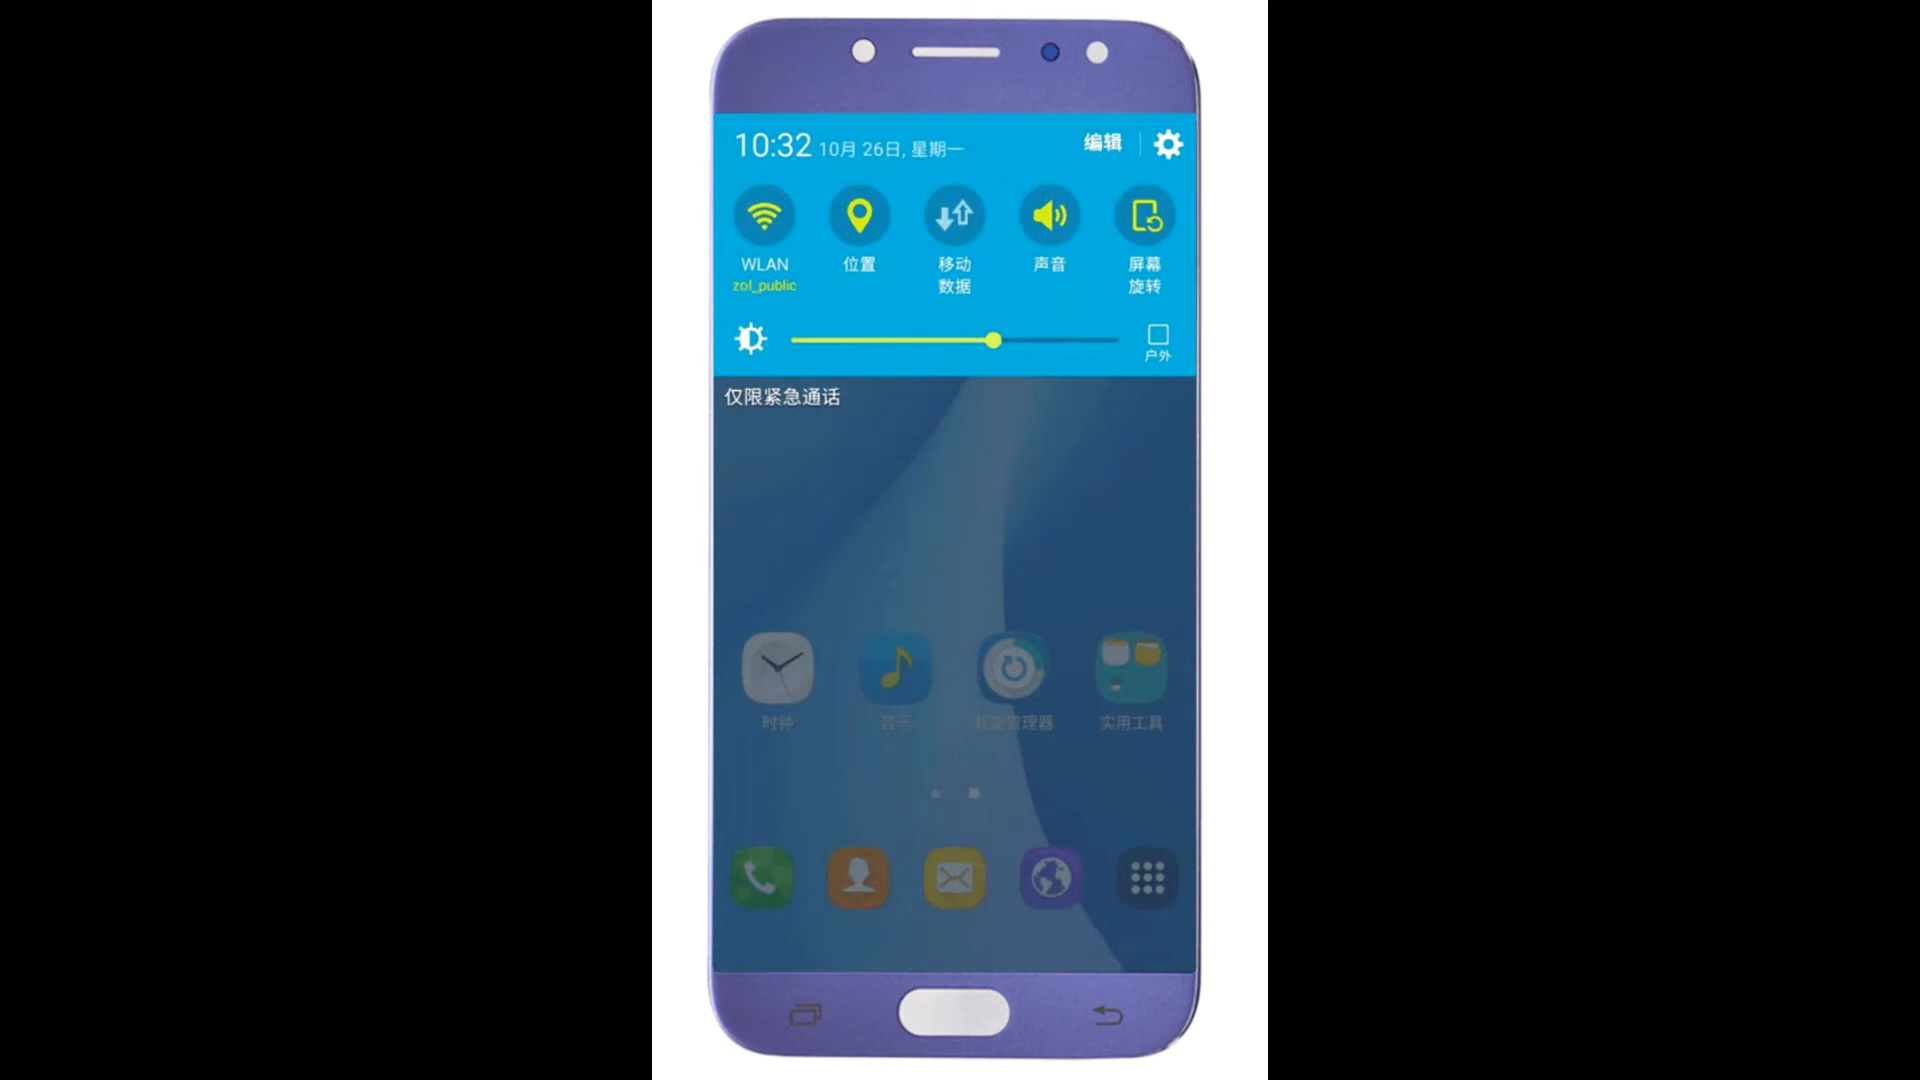 10:32 10月 26日, 星期一 编辑
WLAN 位置 移动 声音 屏幕
zol_public 数据 旋转
户外
仅限紧急通话
时钟 音乐 智能管理器 实用工具